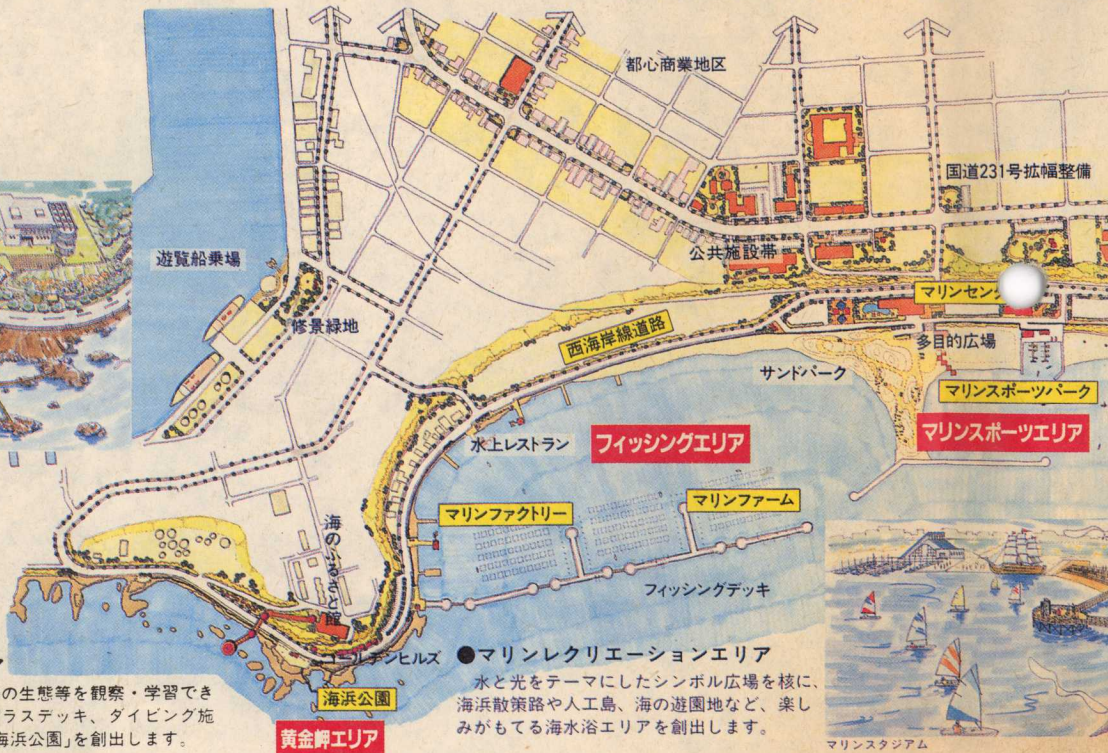 都心商業地区
国道231号拡幅整備
遊覧船乗場
公共施設帯
マリンセン
修景緑地
西海岸線道路
多目的広場
サンドパーク
マリンスポーツパーク
水上レストラン
フィッシングエリア
マリンスポーツエリア
マリンファクトリー
マリンファーム
海の
館
フィッシングデッキ
ゴールデンヒルズ
海浜公園
黄金岬エリア
の生態等を観察・学習でき
ラスデッキ、ダイビング施
海浜公園」を創出します。
●マリンレクリエーションエリア
水と光をテーマにしたシンボル広場を核に、
海浜散策路や人工島、海の遊園地など、楽し
みがもてる海水浴エリアを創出します。
マリンスタジアム